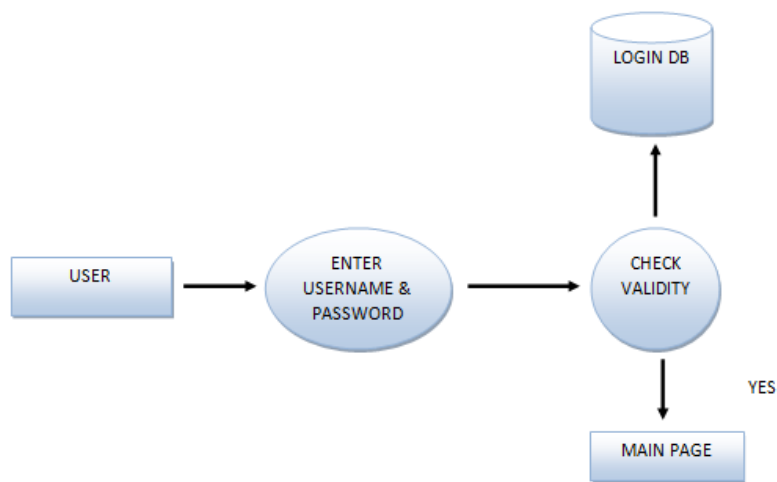 LOGIN DB
USER
ENTER
USERNAME &
PASSWORD
CHECK
VALIDITY
YES
MAIN PAGE